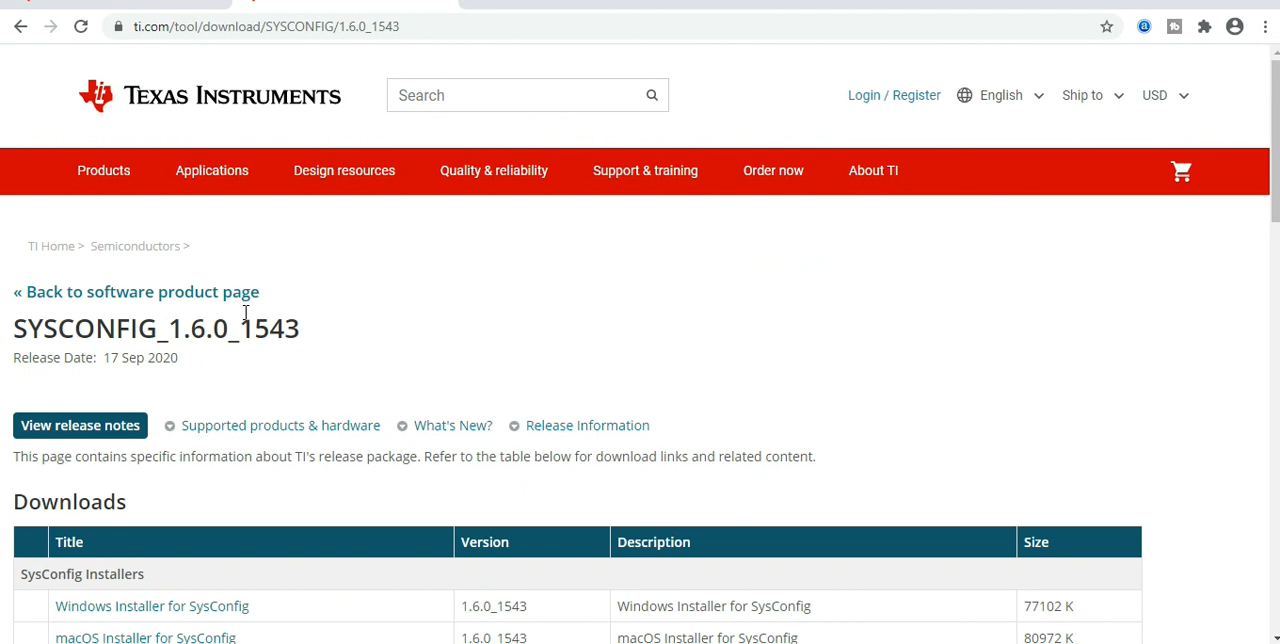 ti.com/tool/download/SYSCONFIG/1.6.0_1543
TEXAS INSTRUMENTS
Search
Login / Register
English
Ship to
USD
Products
Applications
Design resources
Quality & reliability
Support & training
Order now
About TI
TI Home > Semiconductors >
« Back to software product page
SYSCONFIG_1.6.0_1543
Release Date: 17 Sep 2020
View release notes
Supported products & hardware
What's New?
Release Information
This page contains specific information about TI's release package. Refer to the table below for download links and related content.
Downloads
Title Version Description Size
SysConfig Installers
Windows Installer for SysConfig 1.6.0_1543 Windows Installer for SysConfig 77102 K
macOS Installer for SysConfig 1.6.0_1543 macOS Installer for SysConfig 80972 K